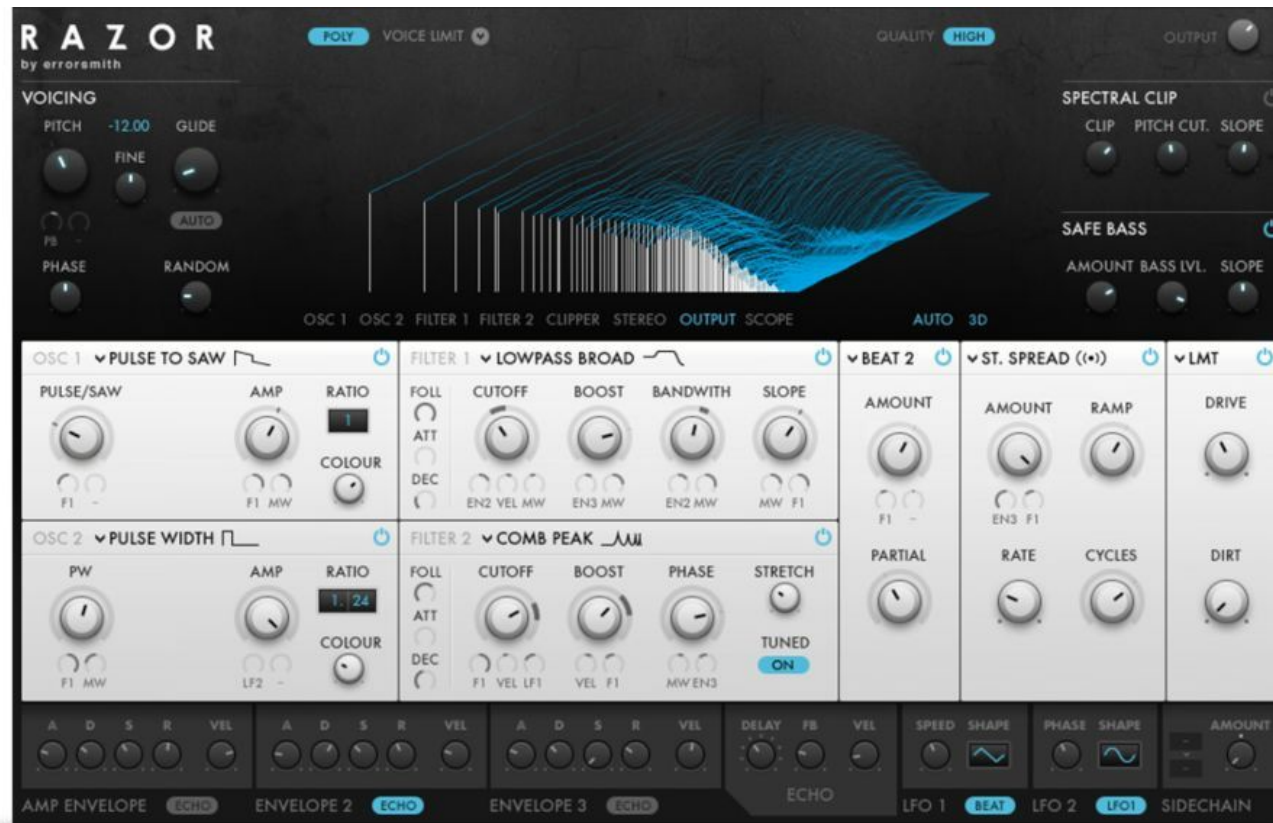 RAZOR
by errorsmith
POLY VOICE LIMIT
QUALITY HIGH
OUTPUT
VOICING
PITCH -12.00 GLIDE
FINE
AUTO
PB -
PHASE RANDOM
SPECTRAL CLIP
CLIP PITCH CUT. SLOPE
SAFE BASS
AMOUNT BASS LVL. SLOPE
OSC 1 OSC 2 FILTER 1 FILTER 2 CLIPPER STEREO OUTPUT SCOPE
AUTO 3D
OSC 1 PULSE TO SAW
PULSE/SAW AMP RATIO
1
COLOUR
F1 - F1 MW
FILTER 1 LOWPASS BROAD
FOLL CUTOFF BOOST BANDWITH SLOPE
ATT
DEC
EN2 VEL MW EN3 MW EN2 MW MW F1
OSC 2 PULSE WIDTH
PW AMP RATIO
1. 24
COLOUR
F1 MW LF2 -
FILTER 2 COMB PEAK
FOLL CUTOFF BOOST PHASE STRETCH
ATT
TUNED
DEC
ON
F1 VEL LF1 VEL F1 MW EN3
BEAT 2
AMOUNT
F1 -
PARTIAL
ST. SPREAD ((•))
AMOUNT RAMP
EN3 F1
RATE CYCLES
LMT
DRIVE
DIRT
A D S R VEL
AMP ENVELOPE ECHO
A D S R VEL
ENVELOPE 2 ECHO
A D S R VEL
ENVELOPE 3 ECHO
DELAY FB VEL
ECHO
SPEED SHAPE
LFO 1 BEAT
PHASE SHAPE
LFO 2 LFO1
AMOUNT
SIDECHAIN